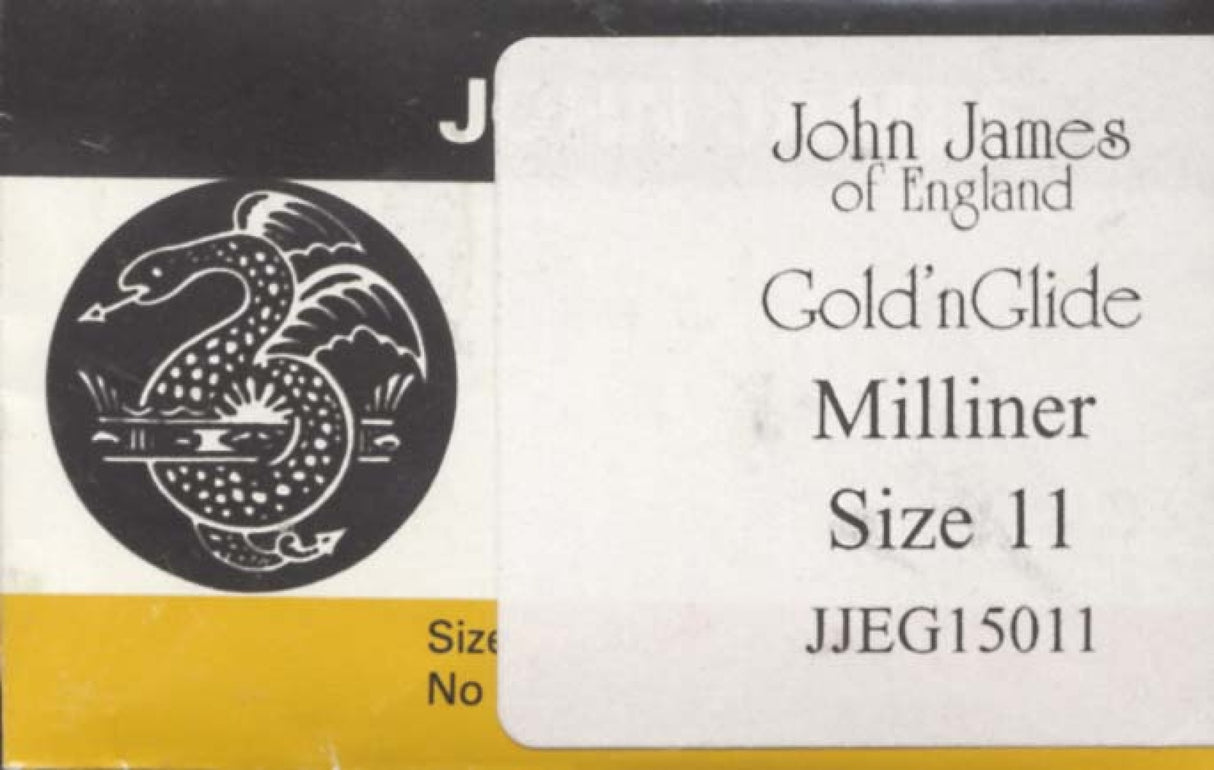 J
John James
of England
Gold'nGlide
Milliner
Size 11
JJEG15011
Size
No